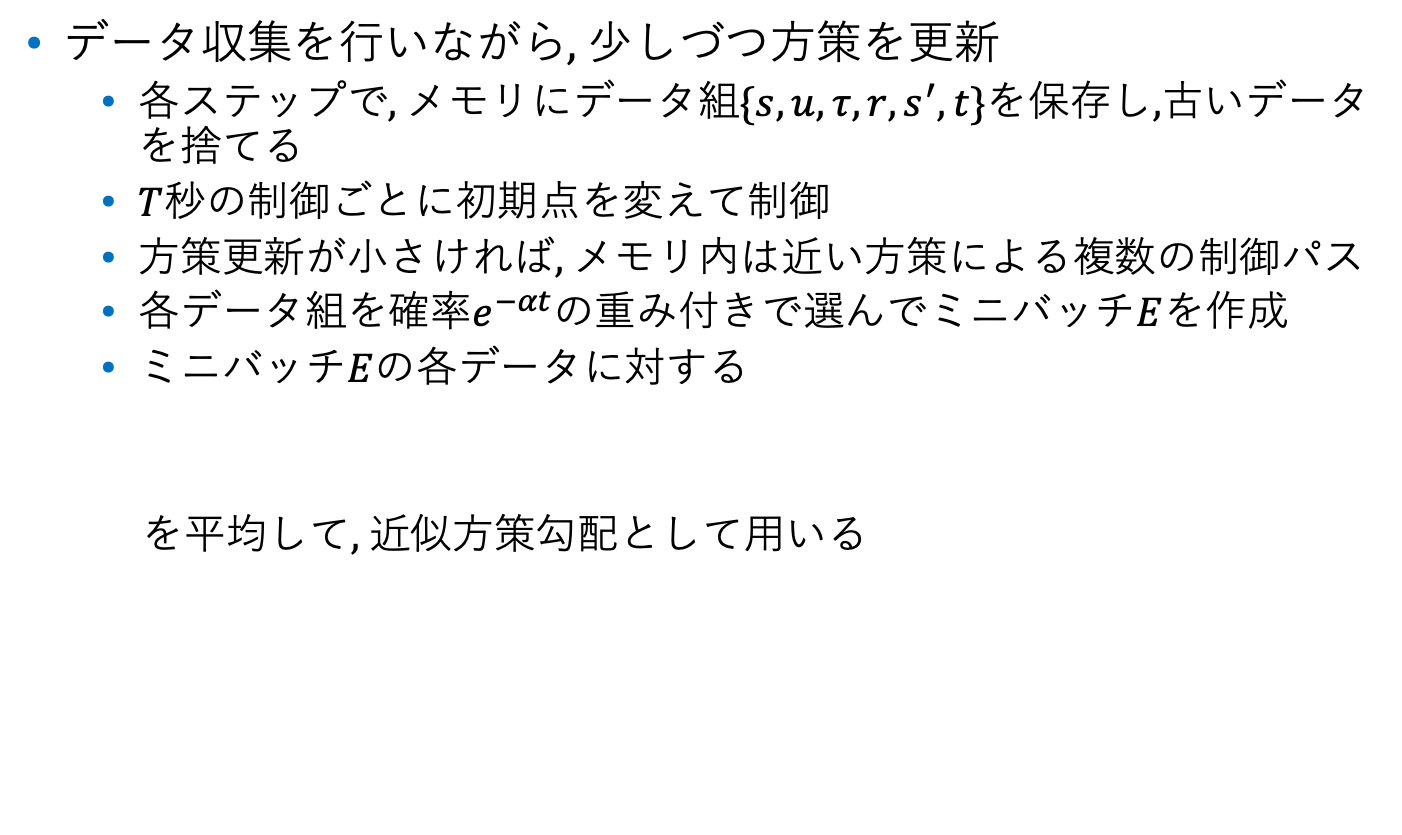 • データ収集を行いながら, 少しづつ方策を更新
• 各ステップで, メモリにデータ組{s, u, τ, r, s′, t}を保存し,古いデータ
を捨てる
• T秒の制御ごとに初期点を変えて制御
• 方策更新が小さければ, メモリ内は近い方策による複数の制御パス
• 各データ組を確率e^{−αt}の重み付きで選んでミニバッチEを作成
• ミニバッチEの各データに対する
を平均して, 近似方策勾配として用いる